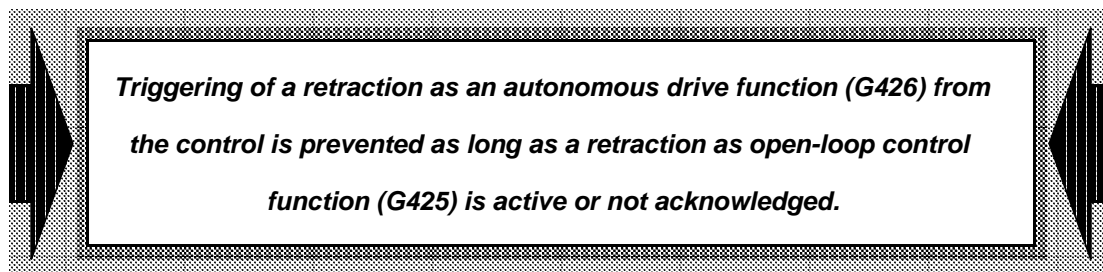 Triggering of a retraction as an autonomous drive function (G426) from
the control is prevented as long as a retraction as open-loop control
function (G425) is active or not acknowledged.